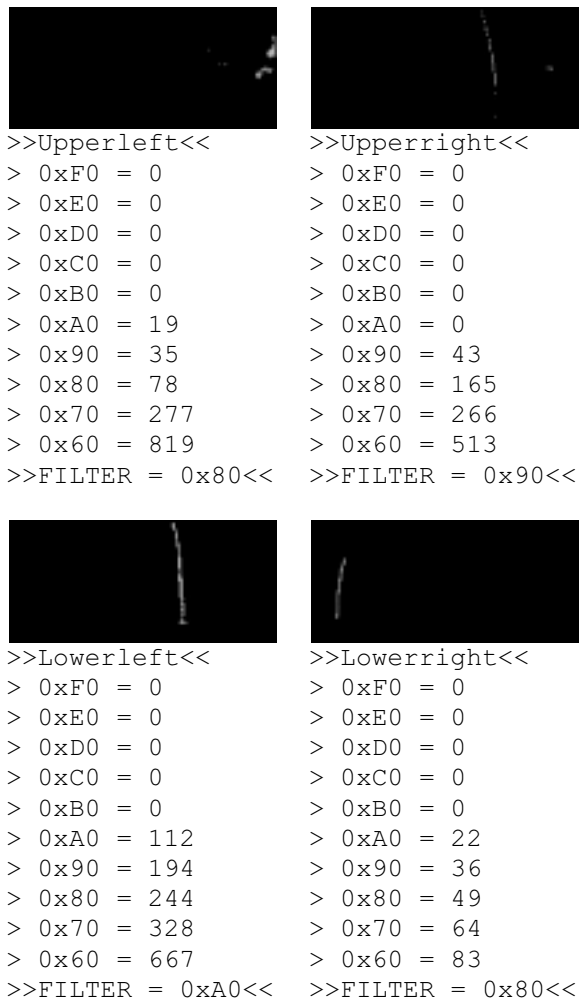 >>Upperleft<<
> 0xF0 = 0
> 0xE0 = 0
> 0xD0 = 0
> 0xC0 = 0
> 0xB0 = 0
> 0xA0 = 19
> 0x90 = 35
> 0x80 = 78
> 0x70 = 277
> 0x60 = 819
>>FILTER = 0x80<<
>>Upperright<<
> 0xF0 = 0
> 0xE0 = 0
> 0xD0 = 0
> 0xC0 = 0
> 0xB0 = 0
> 0xA0 = 0
> 0x90 = 43
> 0x80 = 165
> 0x70 = 266
> 0x60 = 513
>>FILTER = 0x90<<
>>Lowerleft<<
> 0xF0 = 0
> 0xE0 = 0
> 0xD0 = 0
> 0xC0 = 0
> 0xB0 = 0
> 0xA0 = 112
> 0x90 = 194
> 0x80 = 244
> 0x70 = 328
> 0x60 = 667
>>FILTER = 0xA0<<
>>Lowerright<<
> 0xF0 = 0
> 0xE0 = 0
> 0xD0 = 0
> 0xC0 = 0
> 0xB0 = 0
> 0xA0 = 22
> 0x90 = 36
> 0x80 = 49
> 0x70 = 64
> 0x60 = 83
>>FILTER = 0x80<<